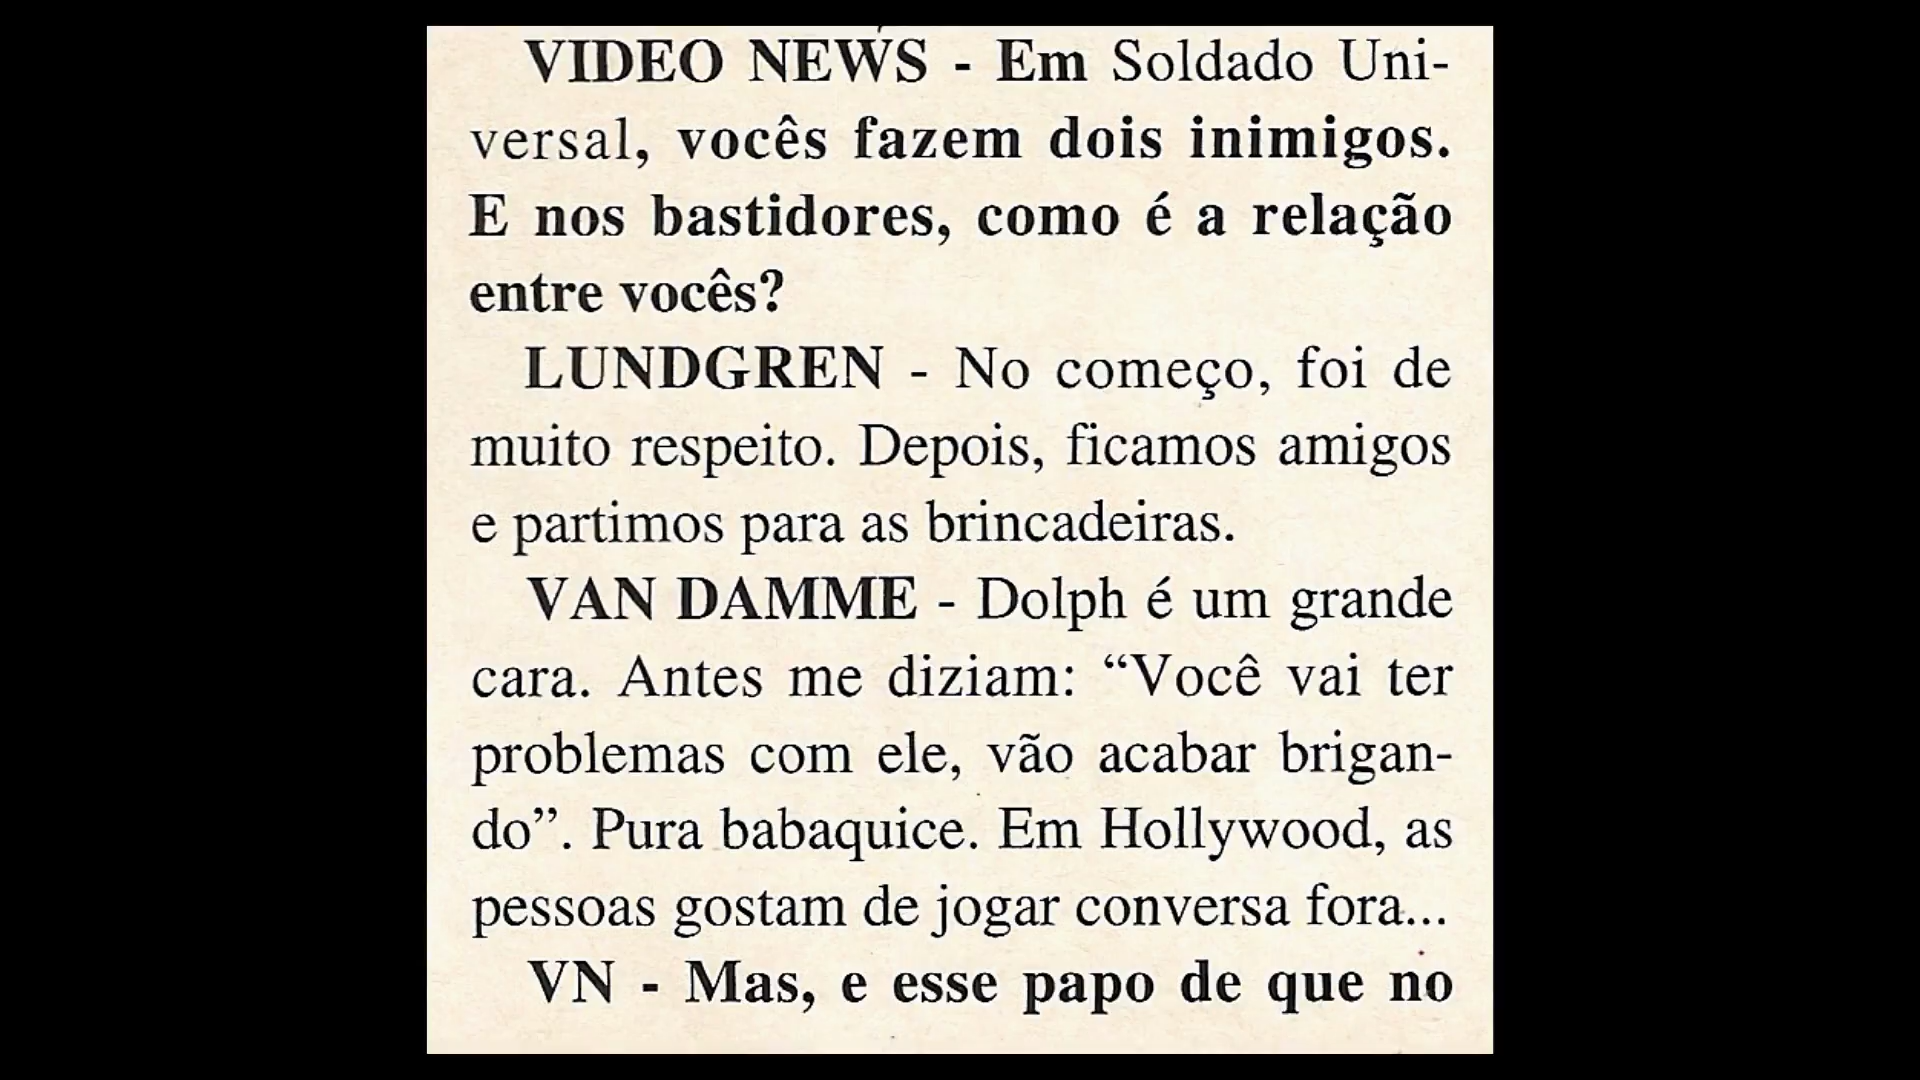 VIDEO NEWS - Em Soldado Uni-
versal, vocês fazem dois inimigos.
E nos bastidores, como é a relação
entre vocês?
LUNDGREN - No começo, foi de
muito respeito. Depois, ficamos amigos
e partimos para as brincadeiras.
VAN DAMME - Dolph é um grande
cara. Antes me diziam: “Você vai ter
problemas com ele, vão acabar brigan-
do”. Pura babaquice. Em Hollywood, as
pessoas gostam de jogar conversa fora...
VN - Mas, e esse papo de que no